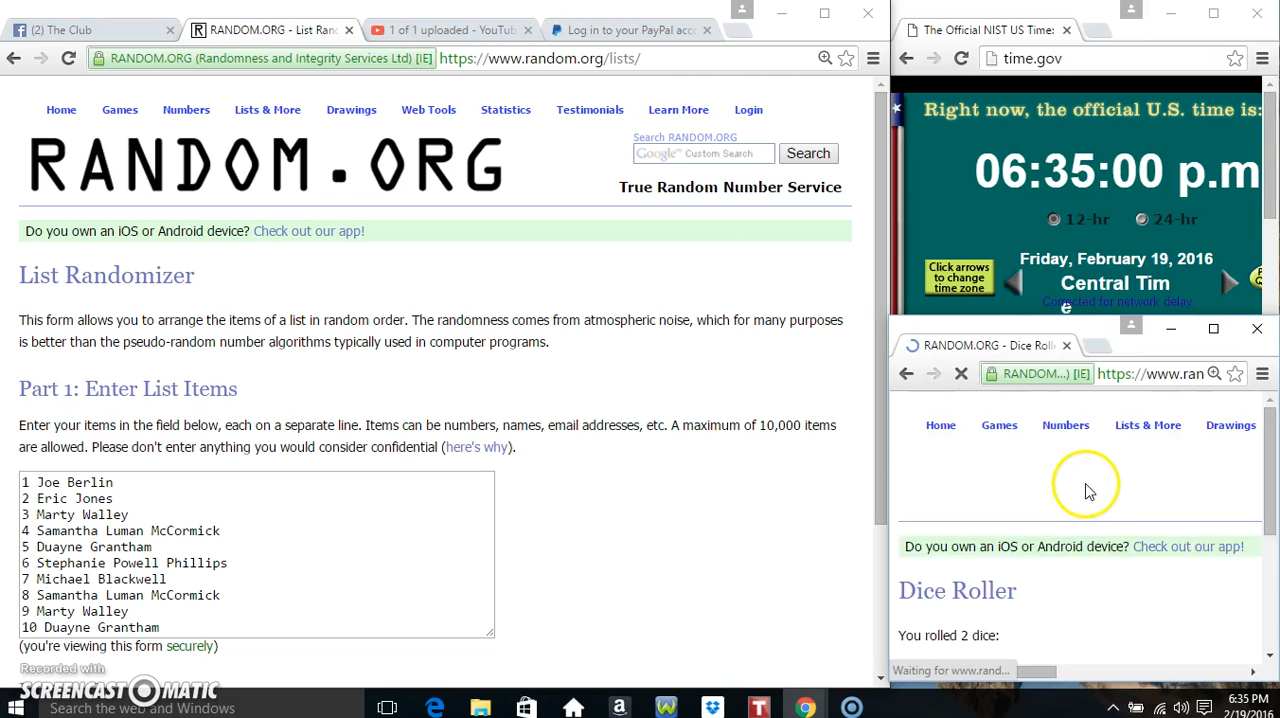 (2) The Club
RANDOM.ORG - List Ran
1 of 1 uploaded - YouTub
Log in to your PayPal acc
RANDOM.ORG (Randomness and Integrity Services Ltd) [IE] https://www.random.org/lists/
Home Games Numbers Lists & More Drawings Web Tools Statistics Testimonials Learn More Login
RANDOM.ORG
Search RANDOM.ORG
Google™ Custom Search
Search
True Random Number Service
Do you own an iOS or Android device? Check out our app!
List Randomizer
This form allows you to arrange the items of a list in random order. The randomness comes from atmospheric noise, which for many purposes
is better than the pseudo-random number algorithms typically used in computer programs.
Part 1: Enter List Items
Enter your items in the field below, each on a separate line. Items can be numbers, names, email addresses, etc. A maximum of 10,000 items
are allowed. Please don't enter anything you would consider confidential (here's why).
1 Joe Berlin
2 Eric Jones
3 Marty Walley
4 Samantha Luman McCormick
5 Duayne Grantham
6 Stephanie Powell Phillips
7 Michael Blackwell
8 Samantha Luman McCormick
9 Marty Walley
10 Duayne Grantham
(you're viewing this form securely)
Recorded with
SCREENCAST-O-MATIC
Search the web and Windows
The Official NIST US Time:
time.gov
Right now, the official U.S. time is:
06:35:00 p.m
12-hr 24-hr
Click arrows
to change
time zone
Friday, February 19, 2016
Central Tim
e
Corrected for network delay.
RANDOM.ORG - Dice Roll
RANDOM...) [IE] https://www.ran
Home Games Numbers Lists & More Drawings
Do you own an iOS or Android device? Check out our app!
Dice Roller
You rolled 2 dice:
Waiting for www.rand...
6:35 PM
2/19/2016